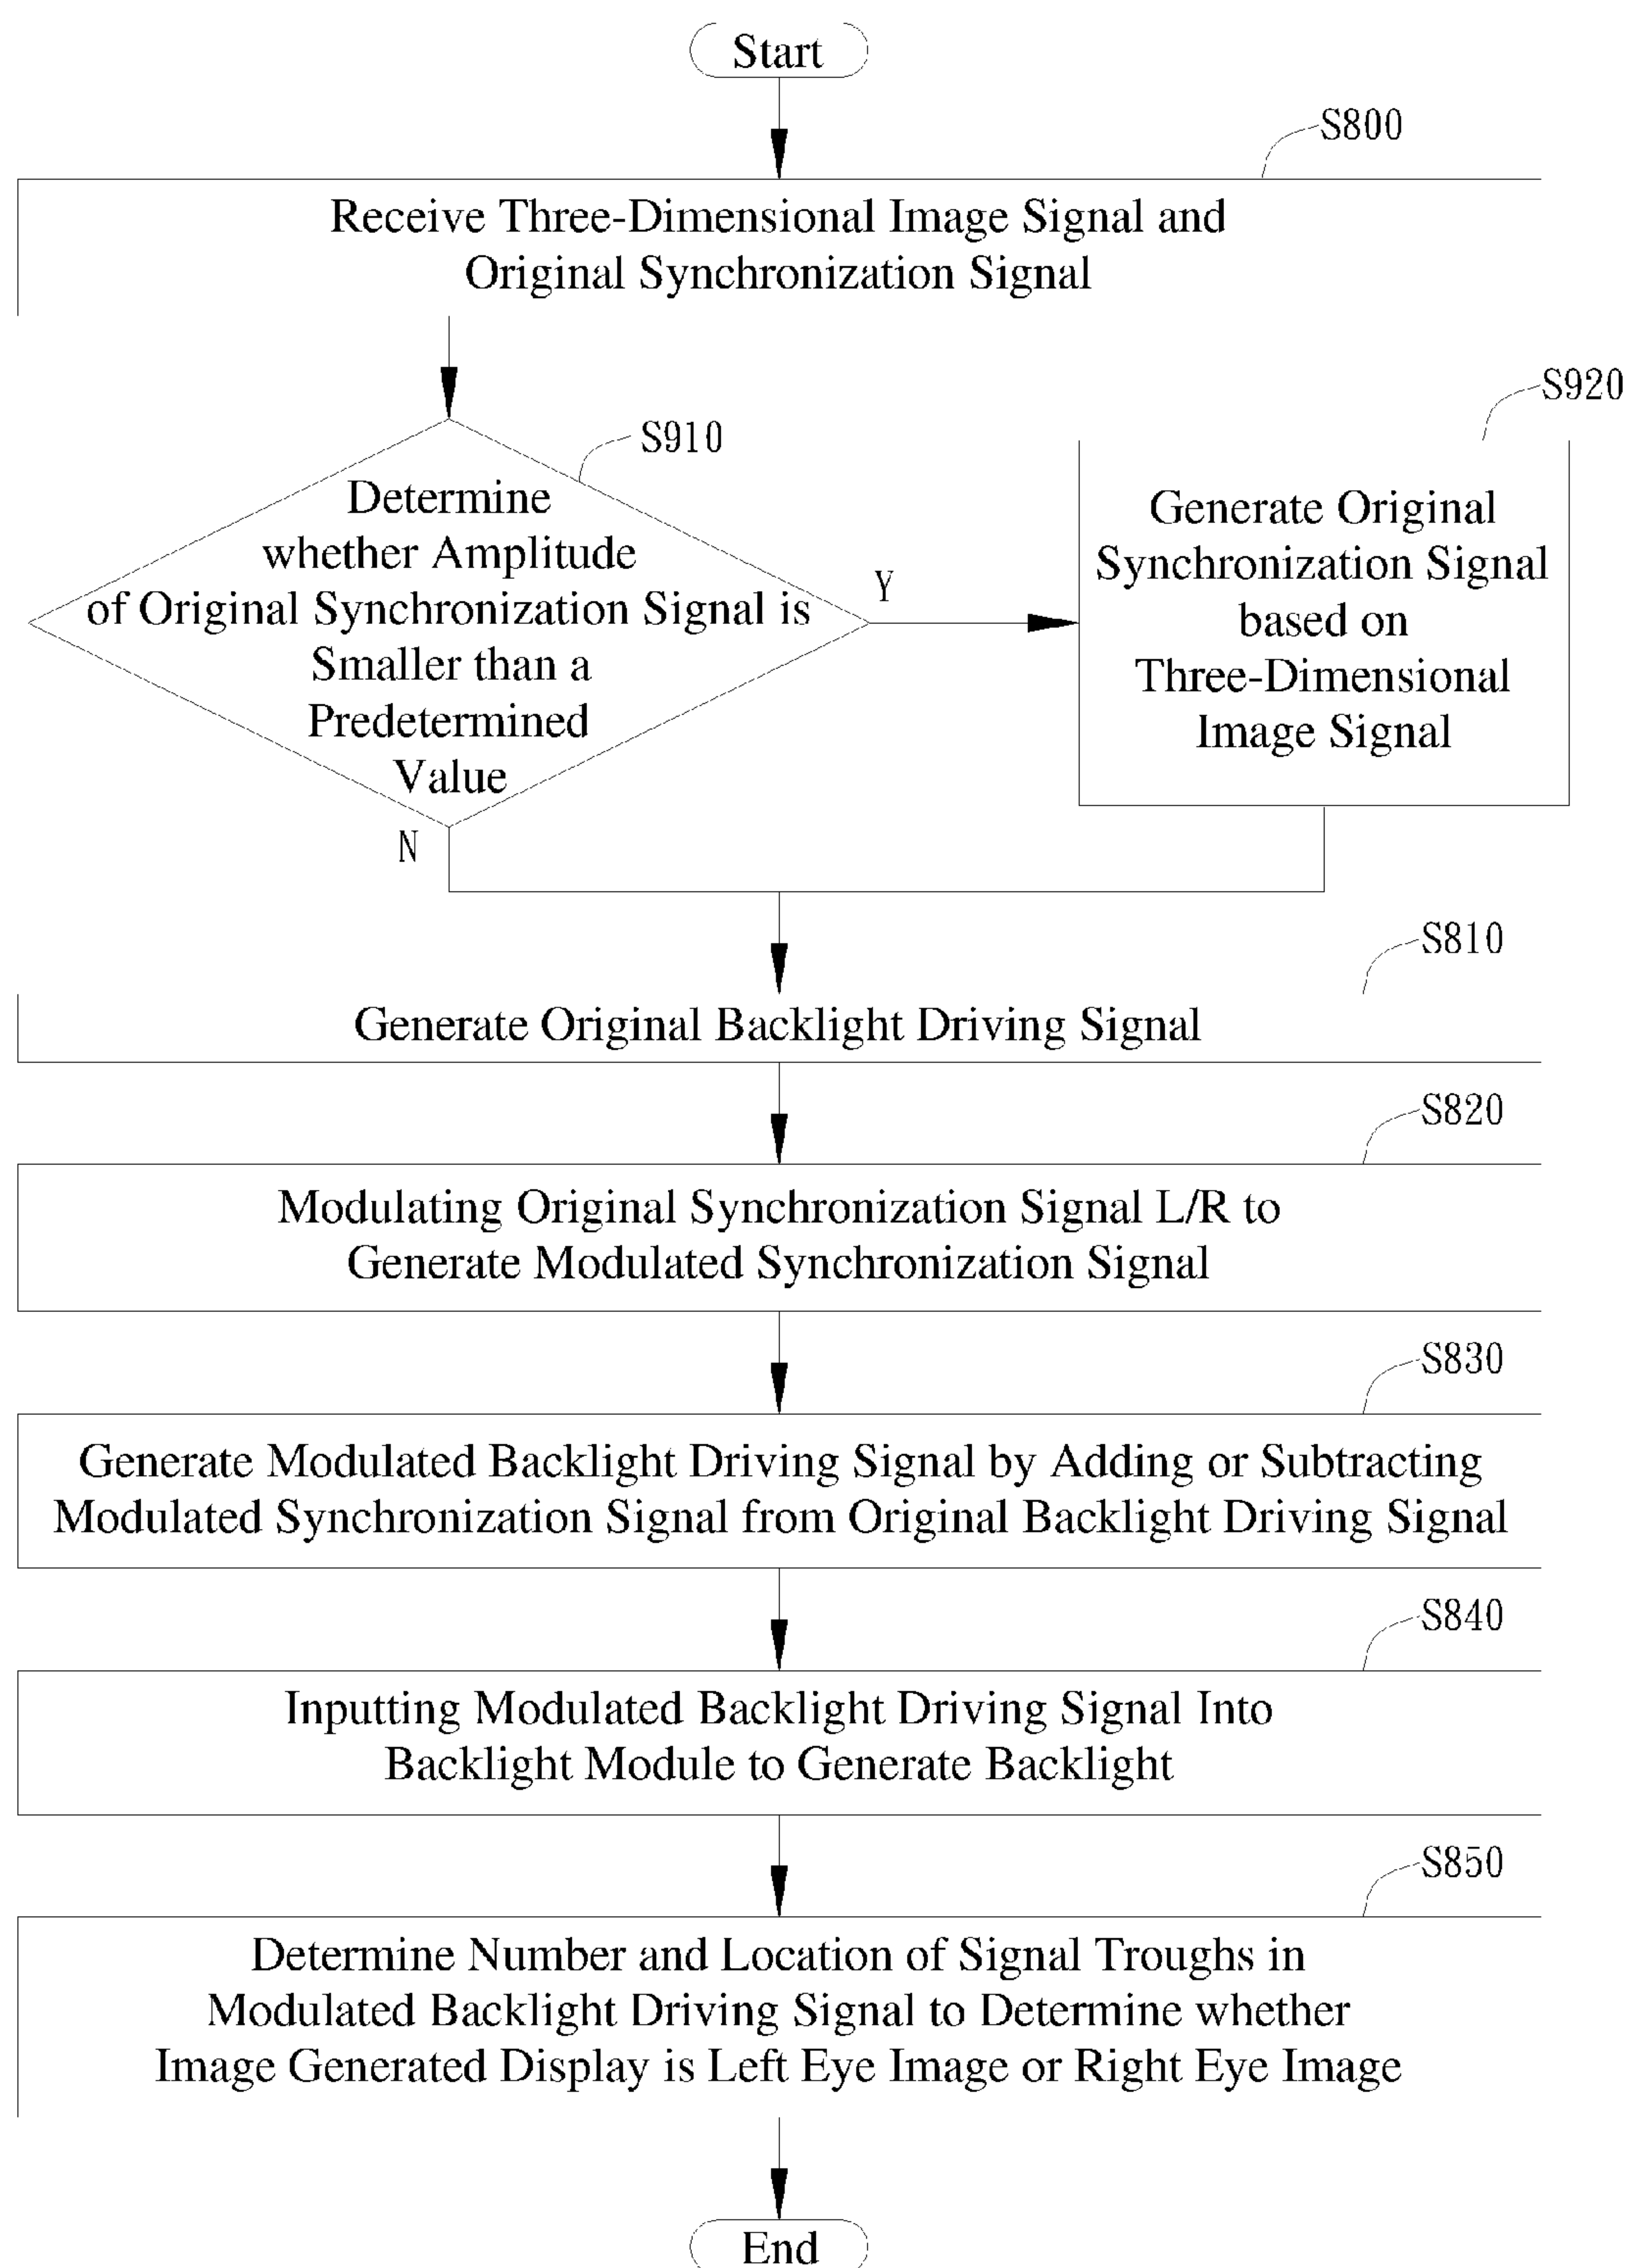 Start
S800
Receive Three-Dimensional Image Signal and
Original Synchronization Signal
S920
S910
Determine
whether Amplitude
of Original Synchronization Signal is
Smaller than a
Predetermined
Value
Y
Generate Original
Synchronization Signal
based on
Three-Dimensional
Image Signal
N
S810
Generate Original Backlight Driving Signal
S820
Modulating Original Synchronization Signal L/R to
Generate Modulated Synchronization Signal
S830
Generate Modulated Backlight Driving Signal by Adding or Subtracting
Modulated Synchronization Signal from Original Backlight Driving Signal
S840
Inputting Modulated Backlight Driving Signal Into
Backlight Module to Generate Backlight
S850
Determine Number and Location of Signal Troughs in
Modulated Backlight Driving Signal to Determine whether
Image Generated Display is Left Eye Image or Right Eye Image
End